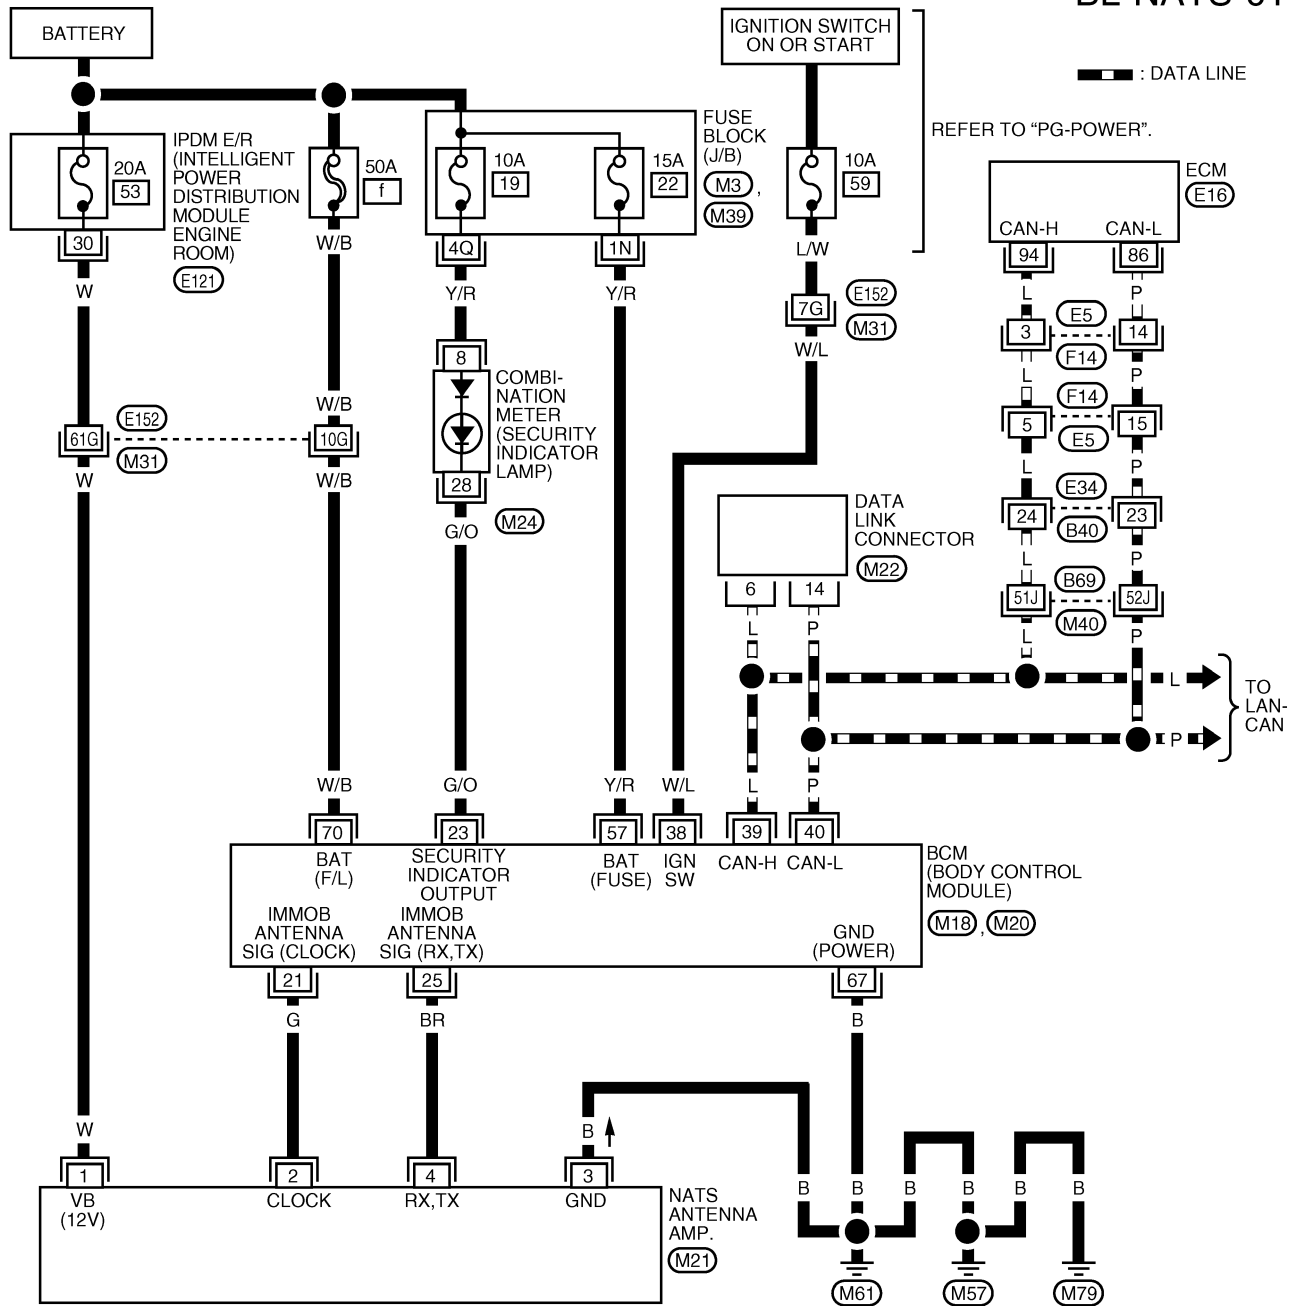 BATTERY
IGNITION SWITCH
ON OR START
: DATA LINE
REFER TO “PG-POWER”.
20A
53
IPDM E/R
(INTELLIGENT
POWER
DISTRIBUTION
MODULE
ENGINE
ROOM)
E121
30
W
50A
f
W/B
10A
19
15A
22
FUSE
BLOCK
(J/B)
M3 ,
M39
4Q
1N
Y/R
Y/R
10A
59
L/W
7G
E152
M31
W/L
ECM
E16
CAN-H
CAN-L
94
86
L
P
3
E5
14
F14
L
P
5
F14
15
E5
L
P
24
E34
23
B40
L
P
51J
B69
52J
M40
L
P
8
COMBI-
NATION
METER
(SECURITY
INDICATOR
LAMP)
28
M24
G/O
W/B
61G
E152
M31
10G
W
W/B
DATA
LINK
CONNECTOR
M22
6
14
L
P
L
P
TO
LAN-
CAN
W/B
G/O
Y/R
W/L
L
P
70
23
57
38
39
40
BAT
(F/L)
SECURITY
INDICATOR
OUTPUT
BAT
(FUSE)
IGN
SW
CAN-H
CAN-L
BCM
(BODY CONTROL
MODULE)
M18 , M20
IMMOB
ANTENNA
SIG (CLOCK)
IMMOB
ANTENNA
SIG (RX,TX)
GND
(POWER)
21
25
67
G
BR
B
W
B
1
2
4
3
VB
(12V)
CLOCK
RX,TX
GND
NATS
ANTENNA
AMP.
M21
B
B
B
B
B
B
M61
M57
M79